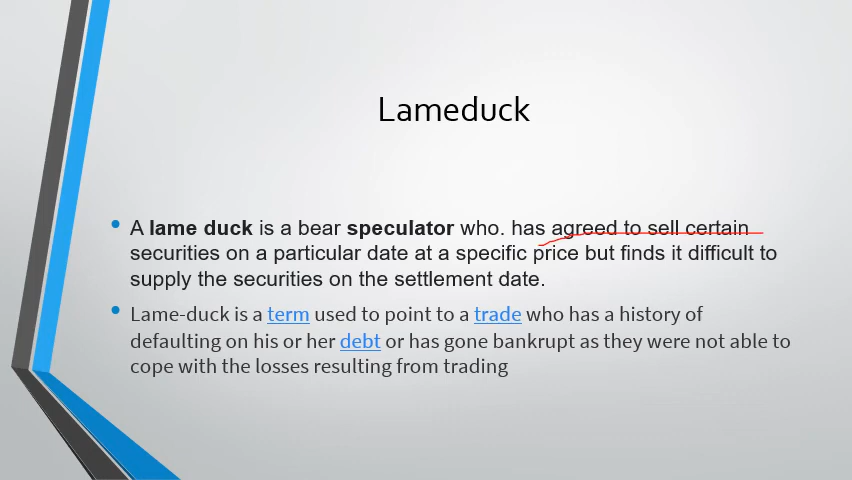 Lameduck
• A lame duck is a bear speculator who. has agreed to sell certain
securities on a particular date at a specific price but finds it difficult to
supply the securities on the settlement date.
• Lame-duck is a term used to point to a trade who has a history of
defaulting on his or her debt or has gone bankrupt as they were not able to
cope with the losses resulting from trading